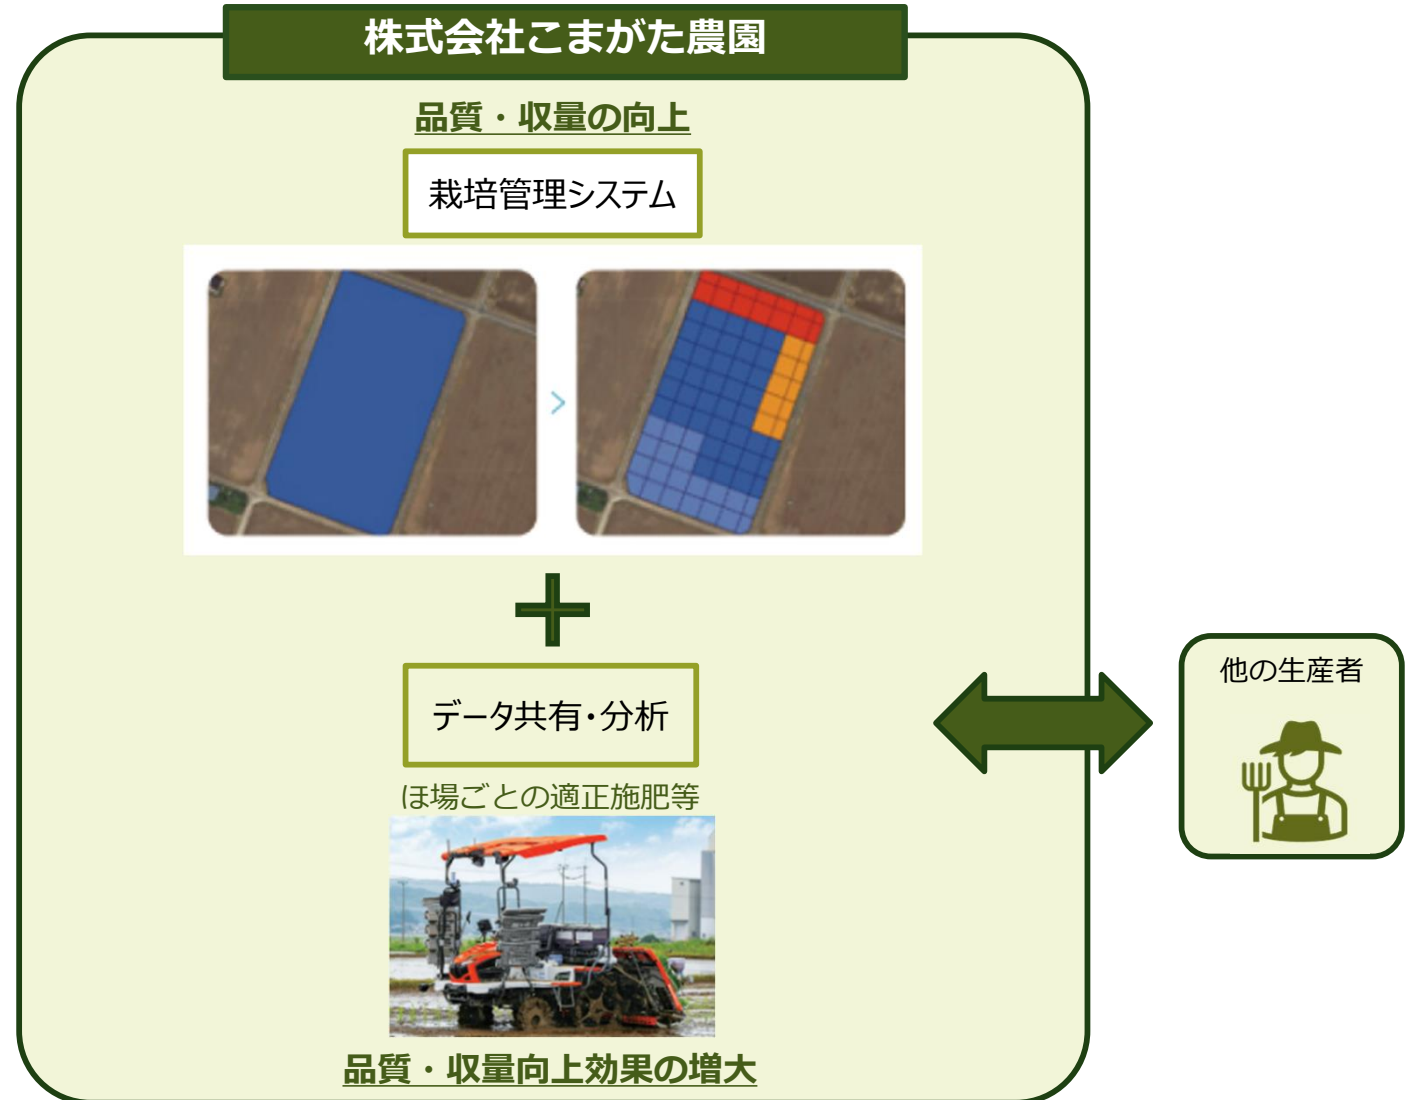 株式会社こまがた農園
品質・収量の向上
栽培管理システム
データ共有・分析
ほ場ごとの適正施肥等
品質・収量向上効果の増大
他の生産者